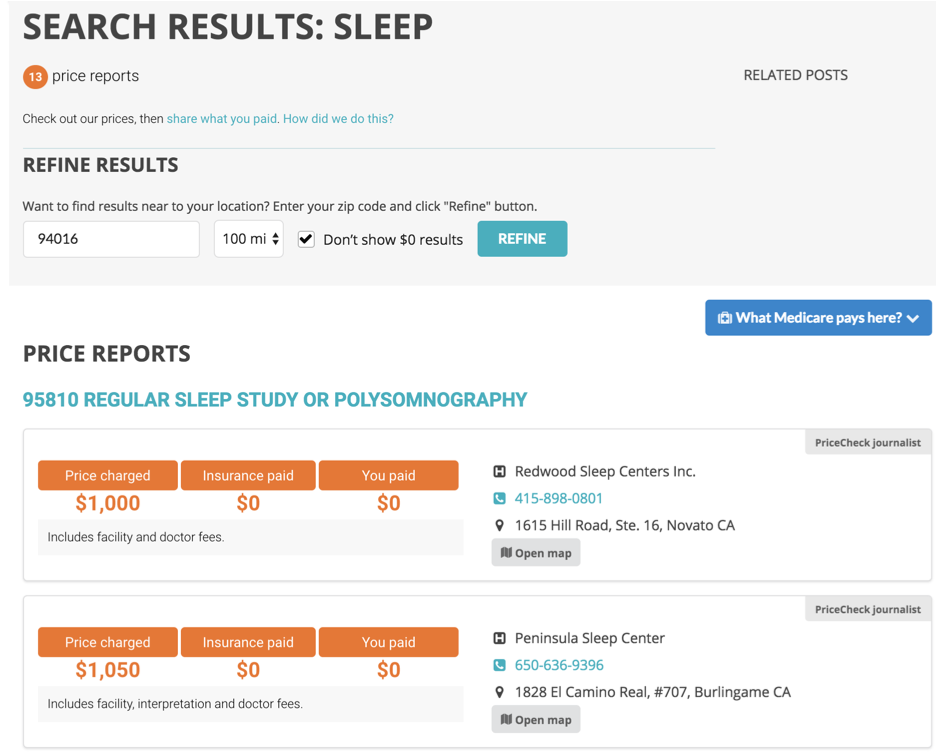 SEARCH RESULTS: SLEEP
13 price reports
RELATED POSTS
Check out our prices, then share what you paid. How did we do this?
REFINE RESULTS
Want to find results near to your location? Enter your zip code and click "Refine" button.
94016 100 mi Don't show $0 results REFINE
What Medicare pays here?
PRICE REPORTS
95810 REGULAR SLEEP STUDY OR POLYSOMNOGRAPHY
PriceCheck journalist
Price charged Insurance paid You paid
$1,000 $0 $0
Includes facility and doctor fees.
Redwood Sleep Centers Inc.
415-898-0801
1615 Hill Road, Ste. 16, Novato CA
Open map
PriceCheck journalist
Price charged Insurance paid You paid
$1,050 $0 $0
Includes facility, interpretation and doctor fees.
Peninsula Sleep Center
650-636-9396
1828 El Camino Real, #707, Burlingame CA
Open map